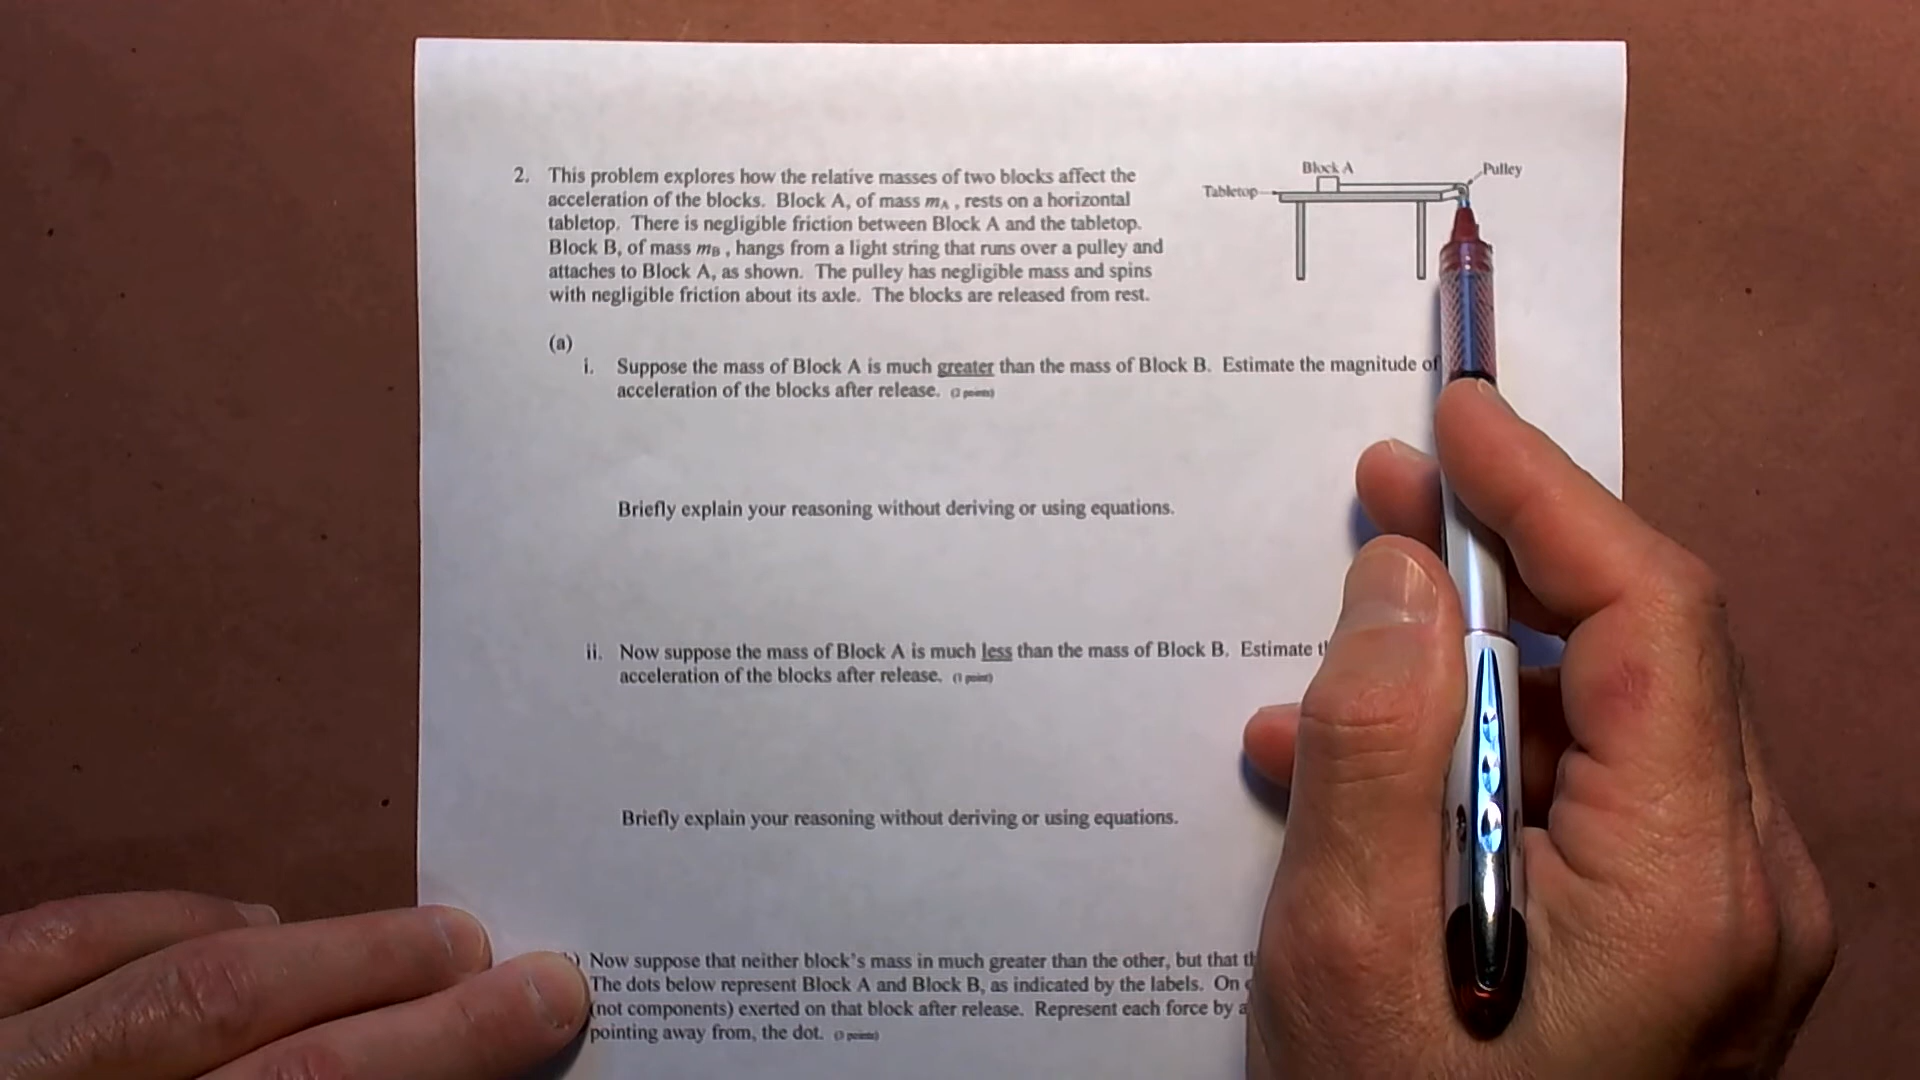 Block A
Pulley
Tabletop
2. This problem explores how the relative masses of two blocks affect the
acceleration of the blocks. Block A, of mass mA , rests on a horizontal
tabletop. There is negligible friction between Block A and the tabletop.
Block B, of mass mB , hangs from a light string that runs over a pulley and
attaches to Block A, as shown. The pulley has negligible mass and spins
with negligible friction about its axle. The blocks are released from rest.
(a)
i. Suppose the mass of Block A is much greater than the mass of Block B. Estimate the magnitude of
acceleration of the blocks after release. (2 points)
Briefly explain your reasoning without deriving or using equations.
ii. Now suppose the mass of Block A is much less than the mass of Block B. Estimate
acceleration of the blocks after release. (1 point)
Briefly explain your reasoning without deriving or using equations.
Now suppose that neither block's mass in much greater than the other, but that
The dots below represent Block A and Block B, as indicated by the labels. On
(not components) exerted on that block after release. Represent each force by a
pointing away from, the dot. (3 points)